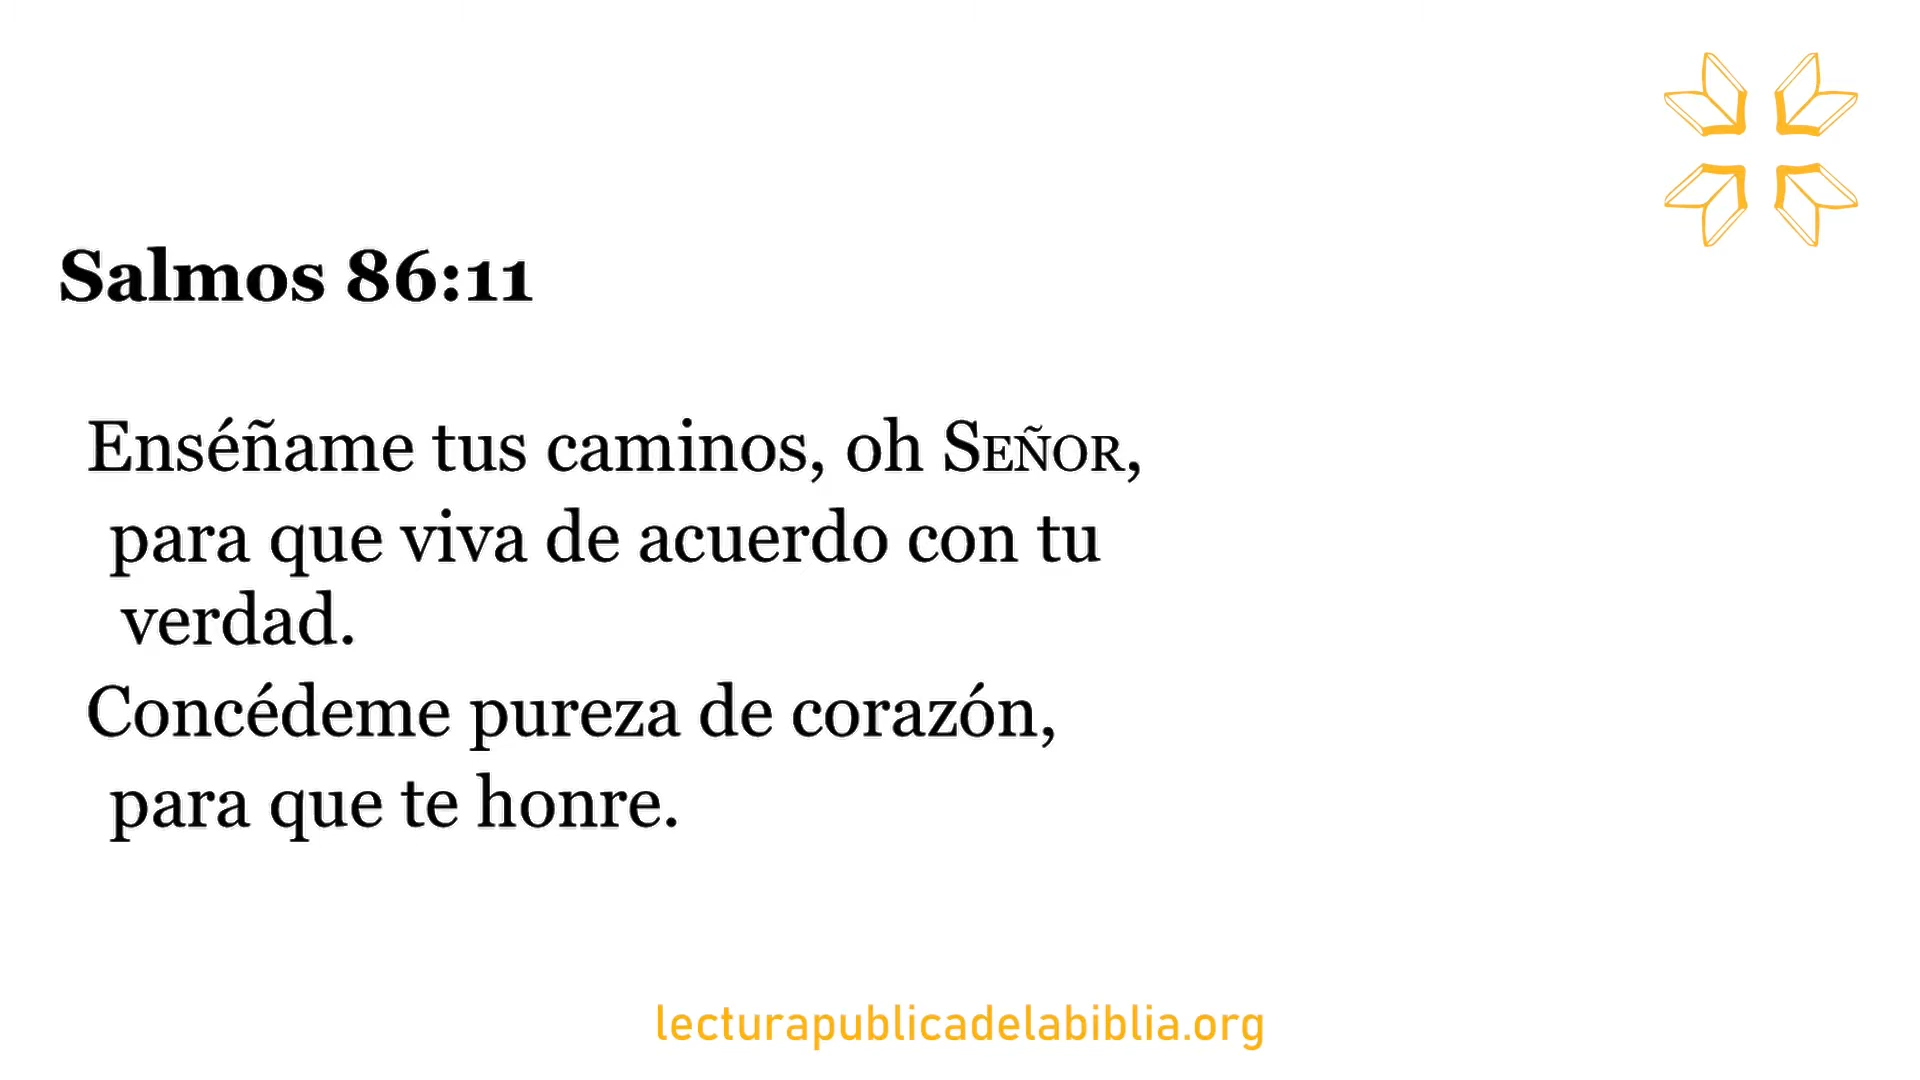 Salmos 86:11
Enséñame tus caminos, oh SEÑOR,
para que viva de acuerdo con tu
verdad.
Concédeme pureza de corazón,
para que te honre.
lecturapublicadelabiblia.org